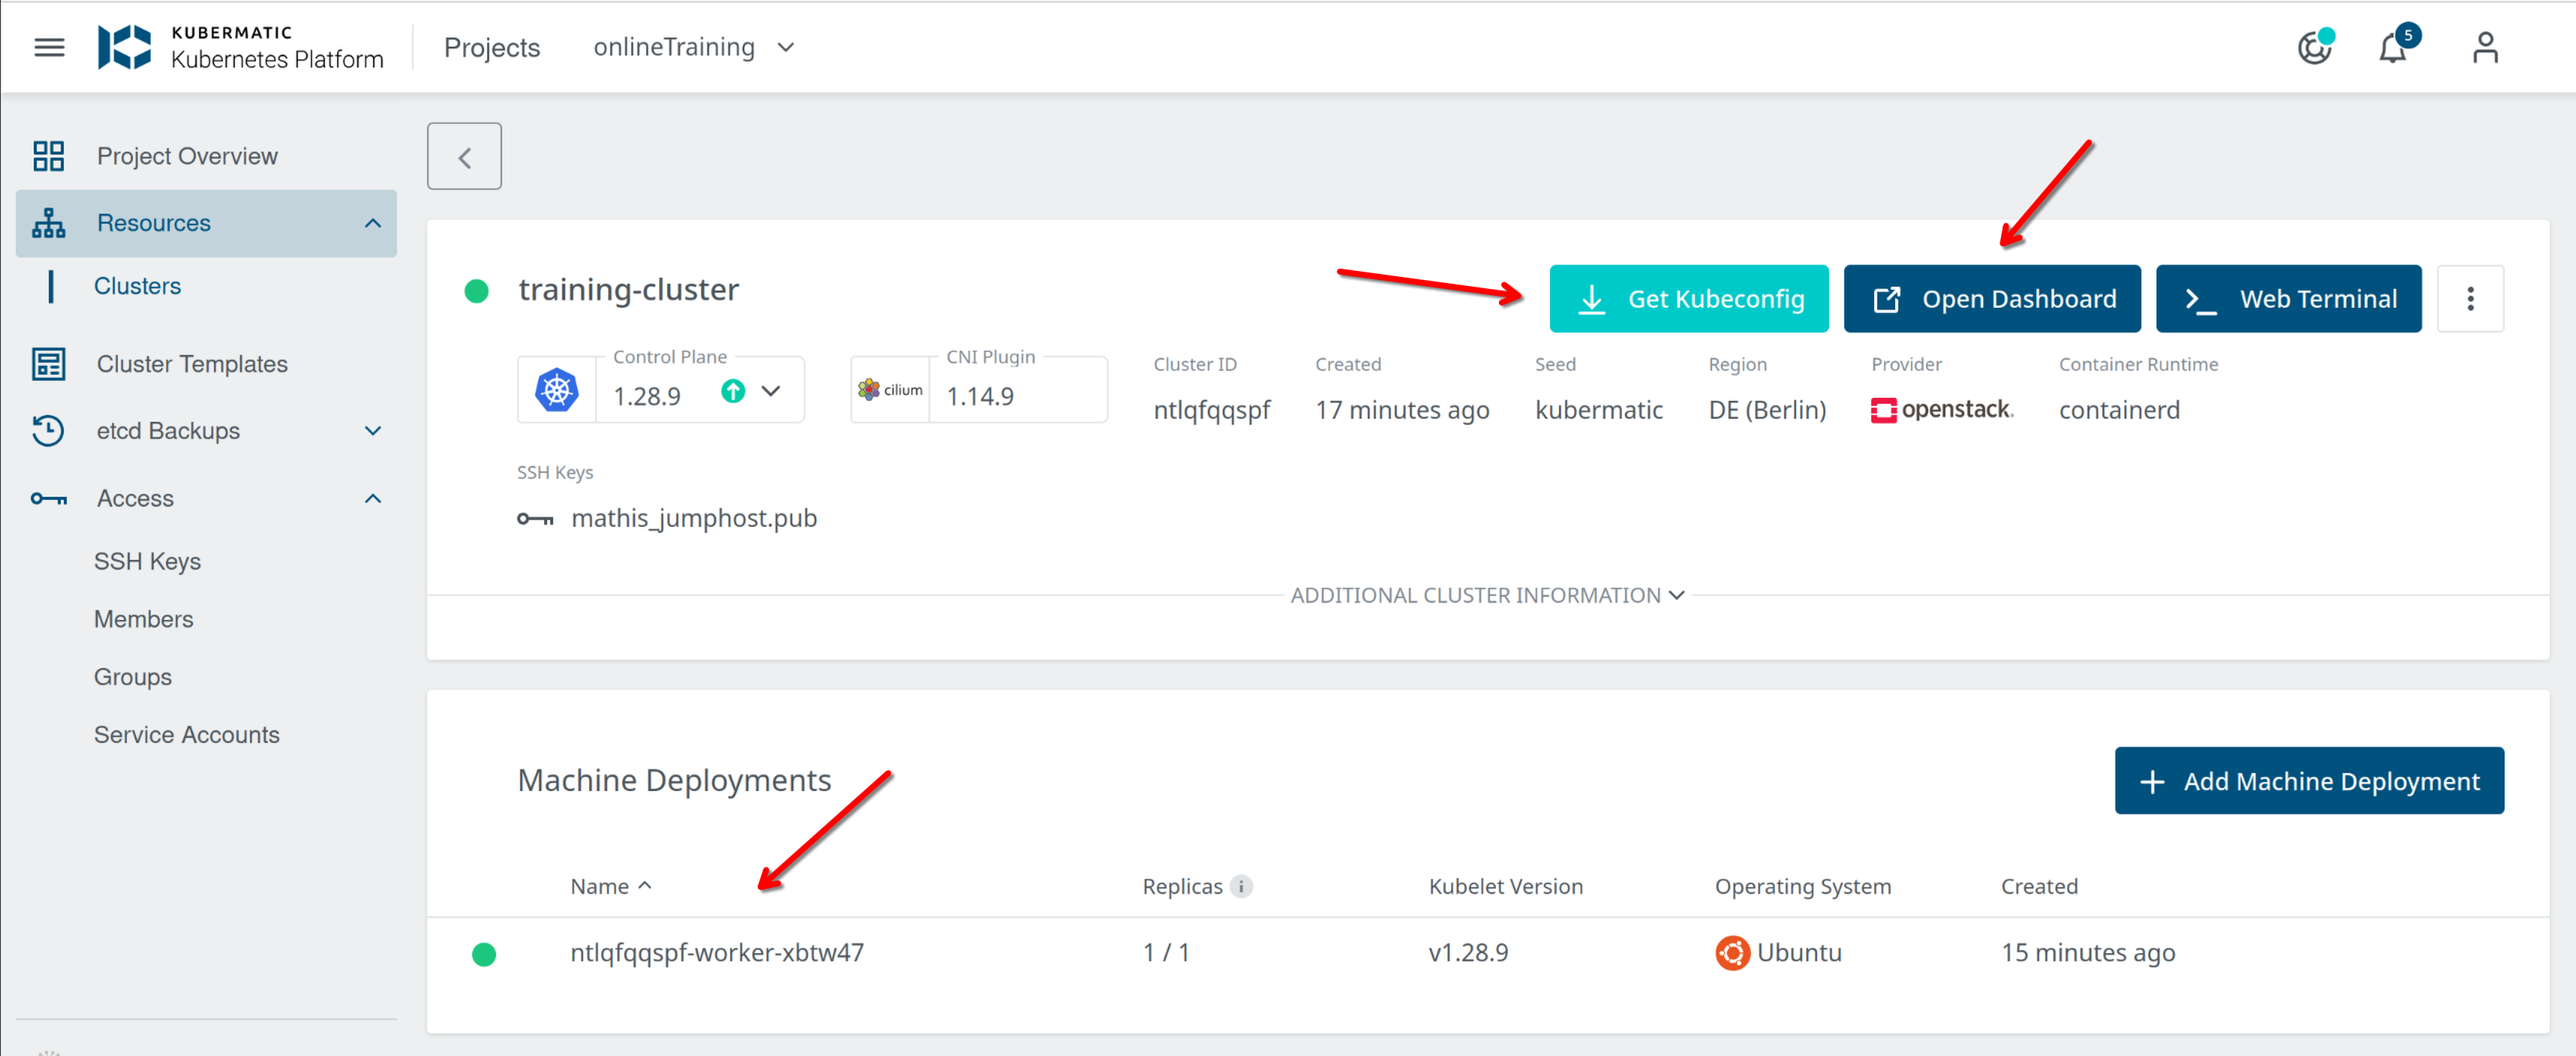 KUBERMATIC
Kubernetes Platform
Projects
onlineTraining
5
Project Overview
Resources
Clusters
Cluster Templates
etcd Backups
Access
SSH Keys
Members
Groups
Service Accounts
training-cluster
Get Kubeconfig
Open Dashboard
Web Terminal
Control Plane
1.28.9
cilium
CNI Plugin
1.14.9
Cluster ID
ntlqfqqspf
Created
17 minutes ago
Seed
kubermatic
Region
DE (Berlin)
Provider
openstack.
Container Runtime
containerd
SSH Keys
mathis_jumphost.pub
ADDITIONAL CLUSTER INFORMATION
Machine Deployments
Add Machine Deployment
Name Replicas Kubelet Version Operating System Created
ntlqfqqspf-worker-xbtw47 1 / 1 v1.28.9 Ubuntu 15 minutes ago